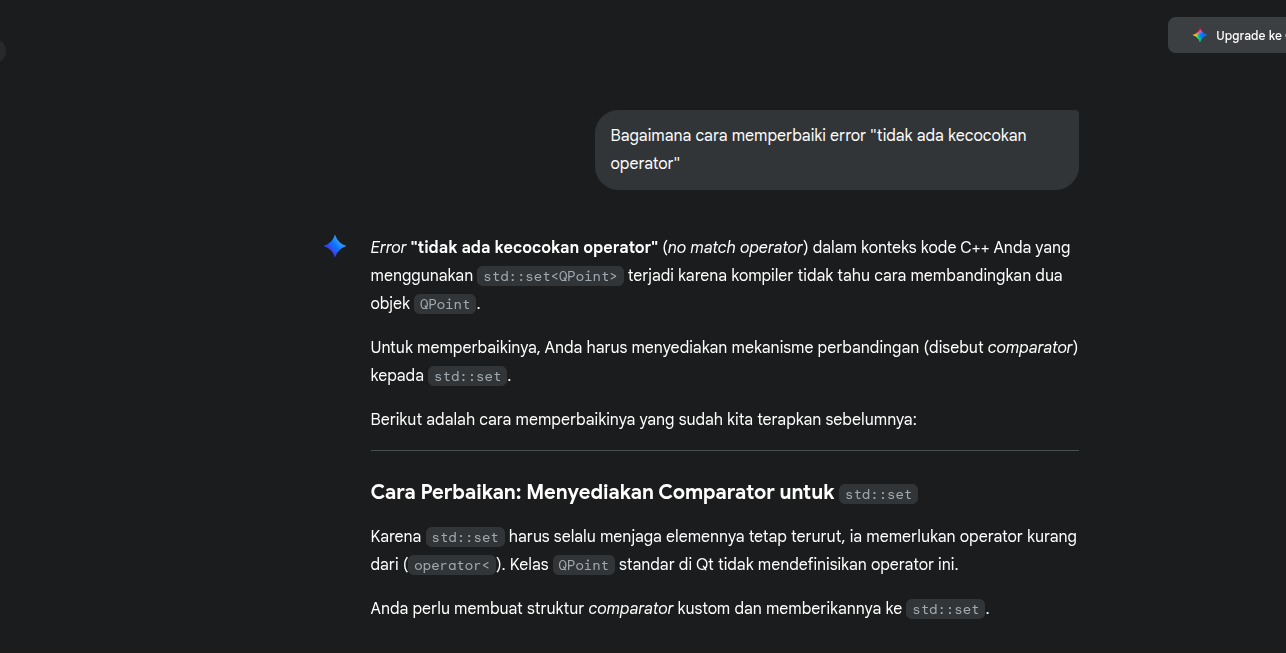 Upgrade ke
Bagaimana cara memperbaiki error "tidak ada kecocokan
operator"
Error "tidak ada kecocokan operator" (no match operator) dalam konteks kode C++ Anda yang
menggunakan std::set<QPoint> terjadi karena kompiler tidak tahu cara membandingkan dua
objek QPoint.
Untuk memperbaikinya, Anda harus menyediakan mekanisme perbandingan (disebut comparator)
kepada std::set.
Berikut adalah cara memperbaikinya yang sudah kita terapkan sebelumnya:
Cara Perbaikan: Menyediakan Comparator untuk std::set
Karena std::set harus selalu menjaga elemennya tetap terurut, ia memerlukan operator kurang
dari (operator<). Kelas QPoint standar di Qt tidak mendefinisikan operator ini.
Anda perlu membuat struktur comparator kustom dan memberikannya ke std::set.